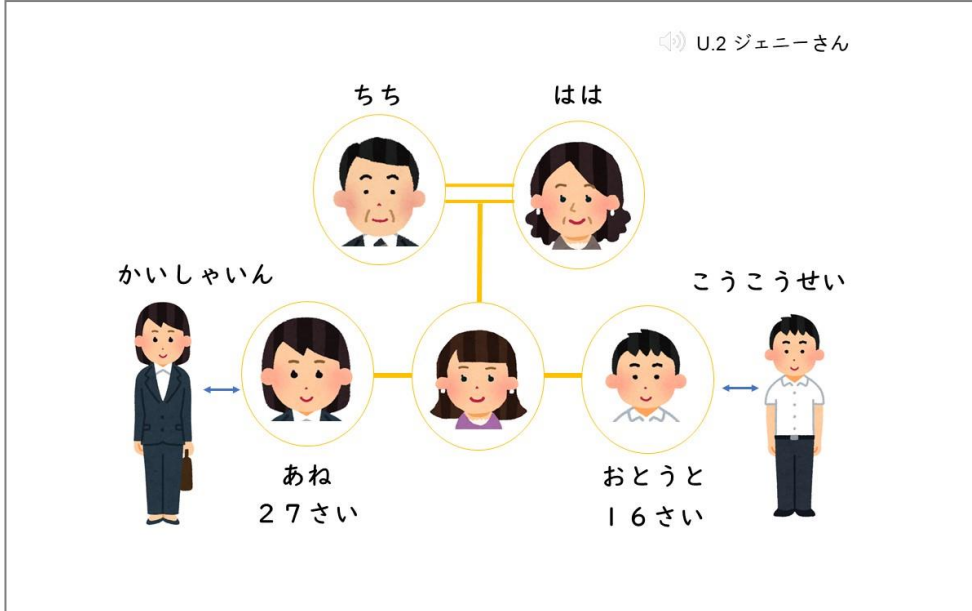 U.2 ジェニーさん
ちち
はは
かいしゃいん
こうこうせい
あね
27さい
おとうと
16さい